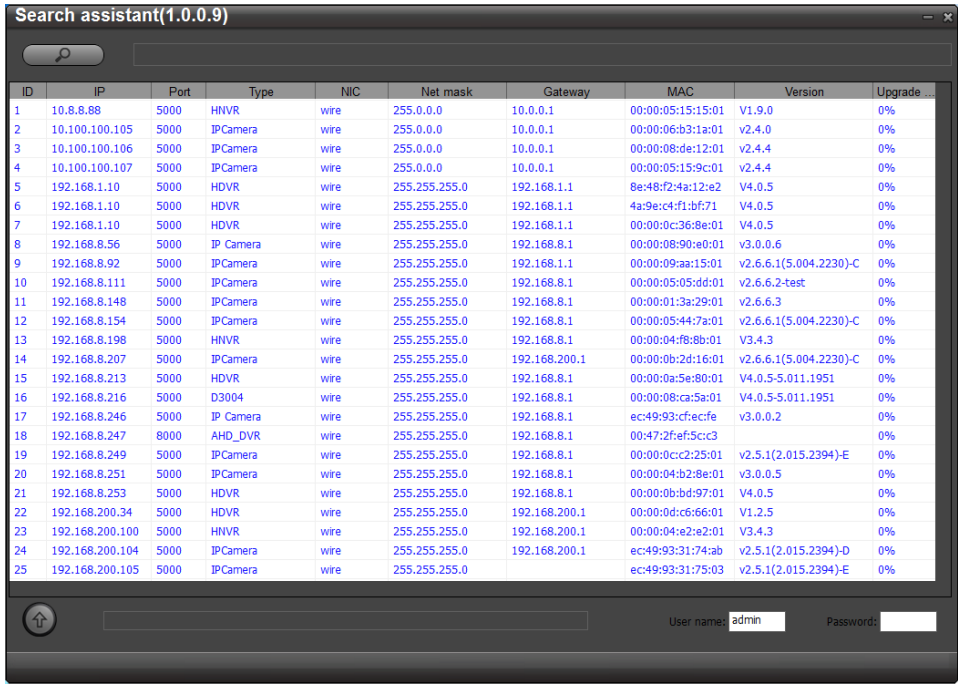 Search assistant(1.0.0.9)
ID IP Port Type NIC Net mask Gateway MAC Version Upgrade ...
1 10.8.8.88 5000 HNVR wire 255.0.0.0 10.0.0.1 00:00:05:15:15:01 V1.9.0 0%
2 10.100.100.105 5000 IPCamera wire 255.0.0.0 10.0.0.1 00:00:06:b3:1a:01 v2.4.0 0%
3 10.100.100.106 5000 IPCamera wire 255.0.0.0 10.0.0.1 00:00:08:de:12:01 v2.4.4 0%
4 10.100.100.107 5000 IPCamera wire 255.0.0.0 10.0.0.1 00:00:05:15:9c:01 v2.4.4 0%
5 192.168.1.10 5000 HDVR wire 255.255.255.0 192.168.1.1 8e:48:f2:4a:12:e2 V4.0.5 0%
6 192.168.1.10 5000 HDVR wire 255.255.255.0 192.168.1.1 4a:9e:c4:f1:bf:71 V4.0.5 0%
7 192.168.1.10 5000 HDVR wire 255.255.255.0 192.168.1.1 00:00:0c:36:8e:01 V4.0.5 0%
8 192.168.8.56 5000 IP Camera wire 255.255.255.0 192.168.8.1 00:00:08:90:e0:01 v3.0.0.6 0%
9 192.168.8.92 5000 IPCamera wire 255.255.255.0 192.168.1.1 00:00:09:aa:15:01 v2.6.6.1(5.004.2230)-C 0%
10 192.168.8.111 5000 IPCamera wire 255.255.255.0 192.168.8.1 00:00:05:05:dd:01 v2.6.6.2-test 0%
11 192.168.8.148 5000 IPCamera wire 255.255.255.0 192.168.8.1 00:00:01:3a:29:01 v2.6.6.3 0%
12 192.168.8.154 5000 IPCamera wire 255.255.255.0 192.168.8.1 00:00:05:44:7a:01 v2.6.6.1(5.004.2230)-C 0%
13 192.168.8.198 5000 HNVR wire 255.255.255.0 192.168.8.1 00:00:04:f8:8b:01 V3.4.3 0%
14 192.168.8.207 5000 IPCamera wire 255.255.255.0 192.168.200.1 00:00:0b:2d:16:01 v2.6.6.1(5.004.2230)-C 0%
15 192.168.8.213 5000 HDVR wire 255.255.255.0 192.168.8.1 00:00:0a:5e:80:01 V4.0.5-5.011.1951 0%
16 192.168.8.216 5000 D3004 wire 255.255.255.0 192.168.8.1 00:00:08:ca:5a:01 V4.0.5-5.011.1951 0%
17 192.168.8.246 5000 IP Camera wire 255.255.255.0 192.168.8.1 ec:49:93:cf:ec:fe v3.0.0.2 0%
18 192.168.8.247 8000 AHD_DVR wire 255.255.255.0 192.168.8.1 00:47:2f:ef:5c:c3 0%
19 192.168.8.249 5000 IPCamera wire 255.255.255.0 192.168.8.1 00:00:0c:c2:25:01 v2.5.1(2.015.2394)-E 0%
20 192.168.8.251 5000 IPCamera wire 255.255.255.0 192.168.8.1 00:00:04:b2:8e:01 v3.0.0.5 0%
21 192.168.8.253 5000 HDVR wire 255.255.255.0 192.168.8.1 00:00:0b:bd:97:01 V4.0.5 0%
22 192.168.200.34 5000 HDVR wire 255.255.255.0 192.168.200.1 00:00:0d:c6:66:01 V1.2.5 0%
23 192.168.200.100 5000 HNVR wire 255.255.255.0 192.168.200.1 00:00:04:e2:e2:01 V3.4.3 0%
24 192.168.200.104 5000 IPCamera wire 255.255.255.0 192.168.200.1 ec:49:93:31:74:ab v2.5.1(2.015.2394)-D 0%
25 192.168.200.105 5000 IPCamera wire 255.255.255.0 ec:49:93:31:75:03 v2.5.1(2.015.2394)-E 0%
User name: admin Password: